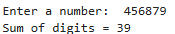 Enter a number:  456879
Sum of digits = 39